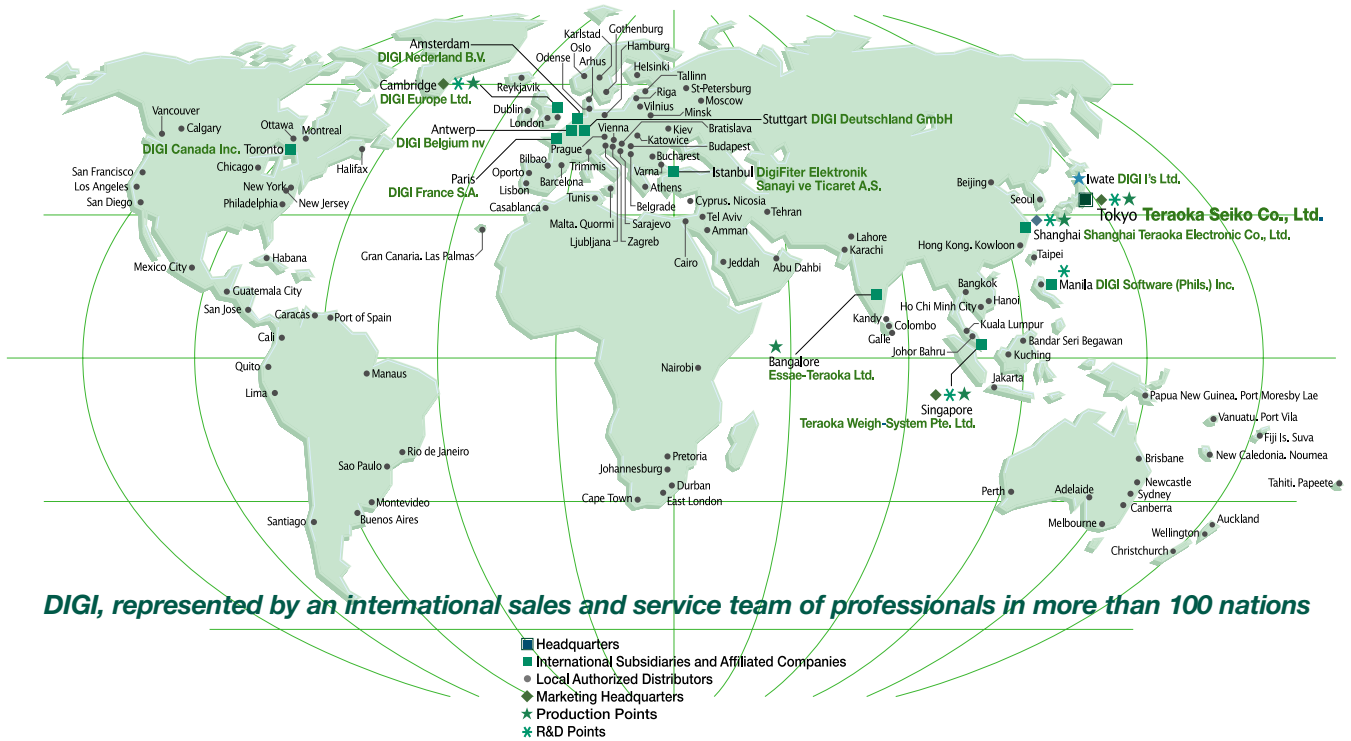 Amsterdam
DIGI Nederland B.V.
Cambridge
DIGI Europe Ltd.
Reykjavik
Karlstad
Gothenburg
Oslo
Hamburg
Odense
Arhus
Helsinki
Tallinn
Riga
St-Petersburg
Vilnius
Moscow
Minsk
Dublin
London
Antwerp
DIGI Belgium nv
Stuttgart DIGI Deutschland GmbH
Vienna
Kiev
Bratislava
Katowice
Prague
Budapest
Paris
DIGI France S.A.
Bilbao
Trimmis
Bucharest
Varna
Istanbul DigiFiter Elektronik
Sanayi ve Ticaret A.S.
Oporto
Lisbon
Barcelona
Athens
Casablanca
Tunis
Belgrade
Cyprus. Nicosia
Malta. Quormi
Sarajevo
Ljubljana
Zagreb
Tel Aviv
Amman
Tehran
Gran Canaria. Las Palmas
Cairo
Jeddah
Abu Dahbi
Vancouver
Calgary
Ottawa
Montreal
DIGI Canada Inc. Toronto
Halifax
Chicago
San Francisco
Los Angeles
San Diego
New York
New Jersey
Philadelphia
Mexico City
Habana
Guatemala City
San Jose
Caracas
Port of Spain
Cali
Quito
Manaus
Lima
Rio de Janeiro
Sao Paulo
Montevideo
Santiago
Buenos Aires
Nairobi
Pretoria
Johannesburg
Durban
Cape Town
East London
Lahore
Karachi
Kandy
Colombo
Galle
Bangalore
Essae-Teraoka Ltd.
Beijing
Seoul
Iwate DIGI I's Ltd.
Tokyo Teraoka Seiko Co., Ltd.
Shanghai Shanghai Teraoka Electronic Co., Ltd.
Hong Kong. Kowloon
Taipei
Manila DIGI Software (Phils.) Inc.
Bangkok
Hanoi
Ho Chi Minh City
Kuala Lumpur
Johor Bahru
Bandar Seri Begawan
Kuching
Jakarta
Singapore
Teraoka Weigh-System Pte. Ltd.
Papua New Guinea. Port Moresby Lae
Vanuatu. Port Vila
Fiji Is. Suva
New Caledonia. Noumea
Tahiti. Papeete
Brisbane
Newcastle
Sydney
Canberra
Adelaide
Perth
Melbourne
Auckland
Wellington
Christchurch
DIGI, represented by an international sales and service team of professionals in more than 100 nations
Headquarters
International Subsidiaries and Affiliated Companies
Local Authorized Distributors
Marketing Headquarters
Production Points
R&D Points